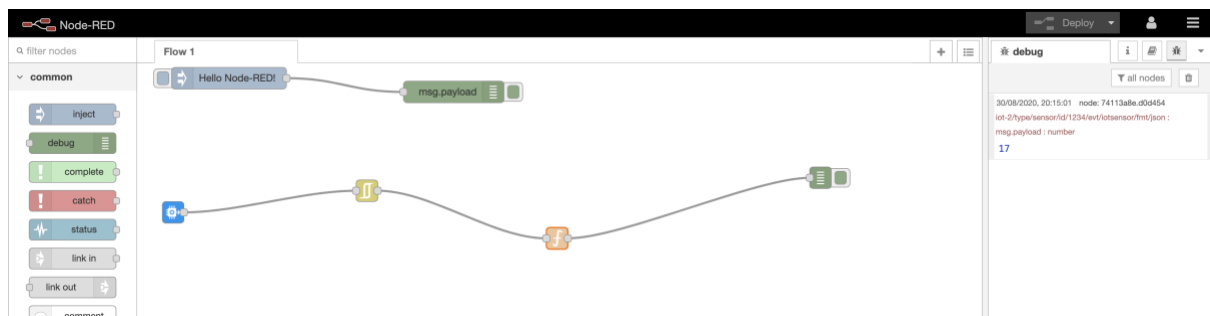 Node-RED
Deploy
filter nodes
Flow 1
debug
i
common
Hello Node-RED!
msg.payload
all nodes
inject
debug
complete
catch
status
link in
link out
comment
30/08/2020, 20:15:01 node: 74113a8e.d0d454
iot-2/type/sensor/id/1234/evt/iotsensor/fmt/json :
msg.payload : number
17